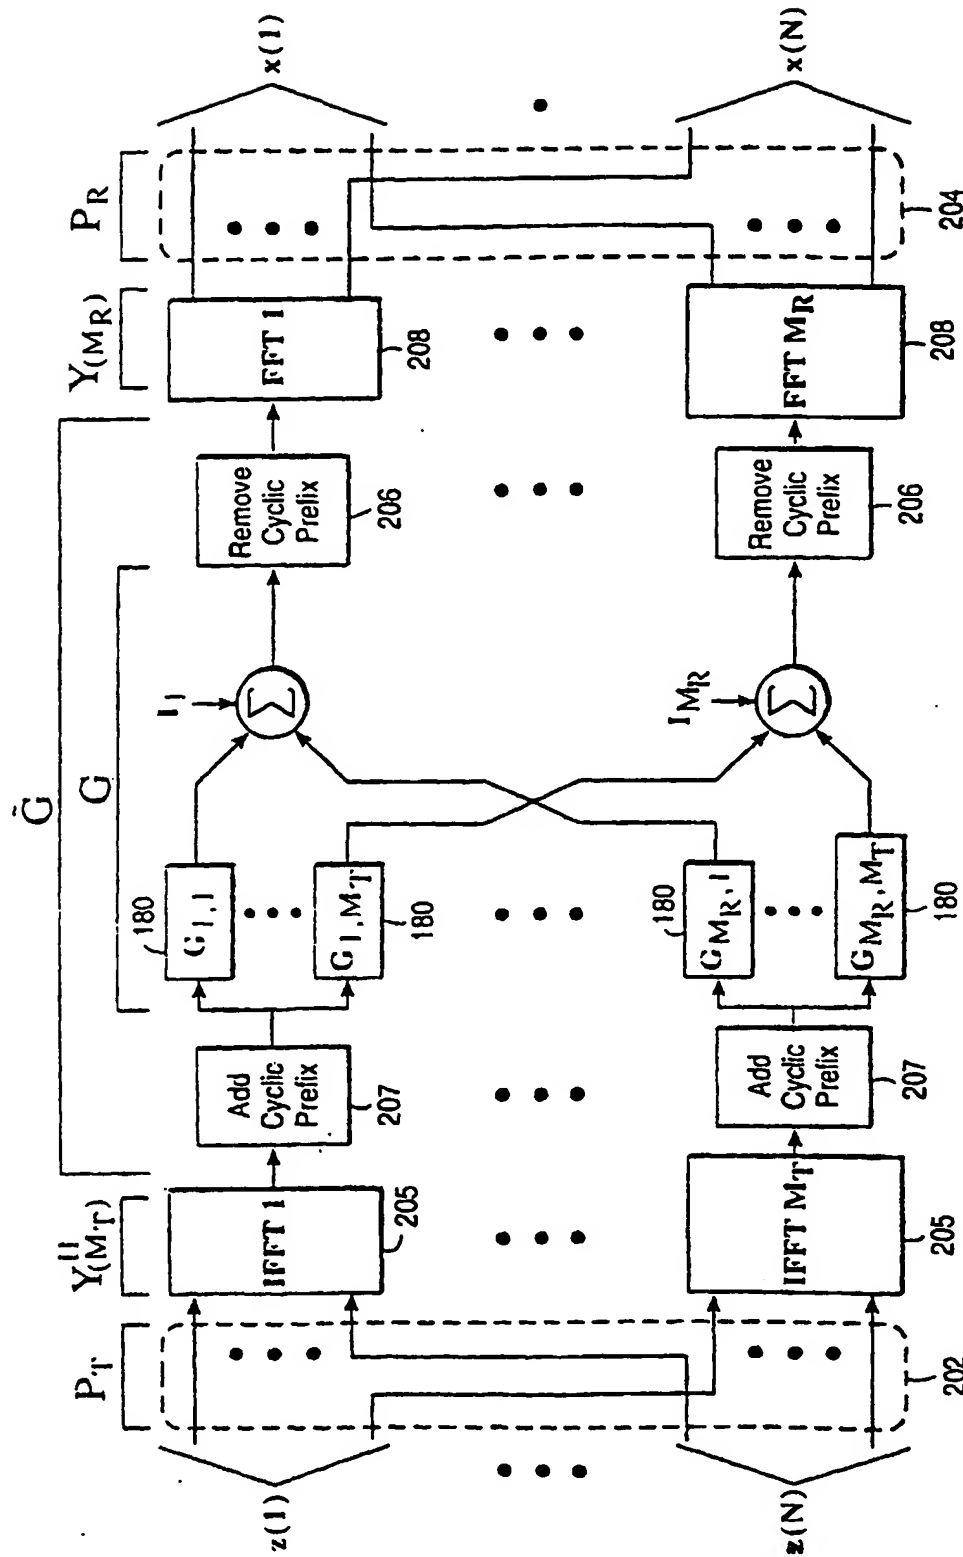 G̃
G
P_T
Y^H_(M_T)
Y_(M_R)
P_R
z(1)
IFFT 1
205
Add
Cyclic
Prefix
207
180
G_1,1
G_1,M_T
180
I_1
Σ
Remove
Cyclic
Prefix
206
FFT 1
208
x(1)
z(N)
202
IFFT M_T
205
Add
Cyclic
Prefix
207
180
G_M_R,1
G_M_R,M_T
180
I_M_R
Σ
Remove
Cyclic
Prefix
206
FFT M_R
208
204
x(N)